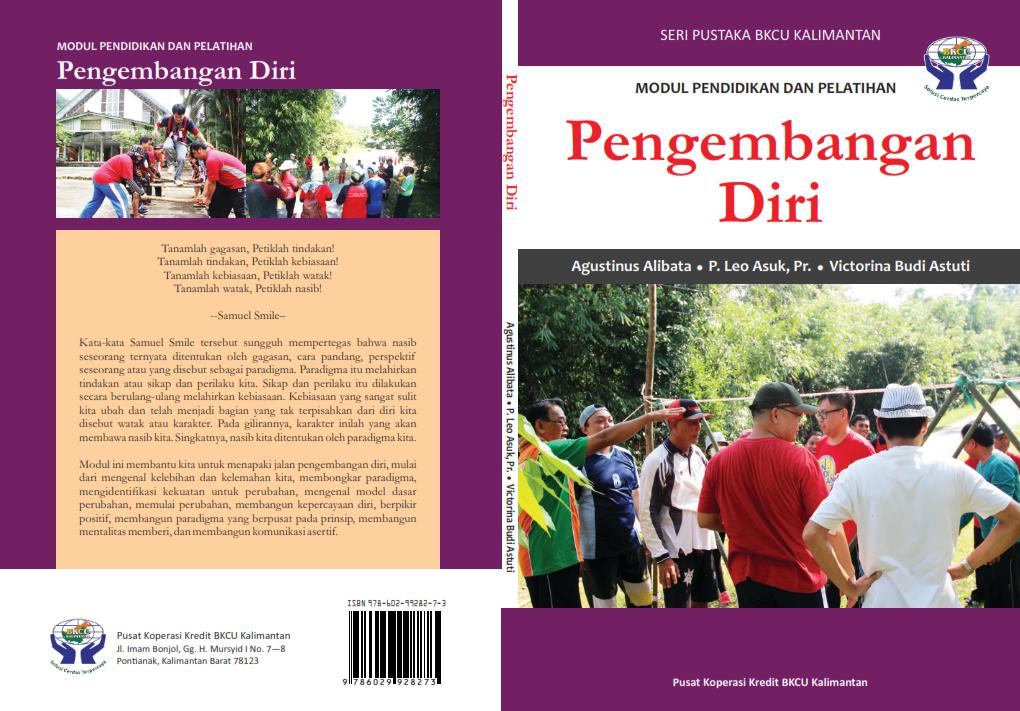 MODUL PENDIDIKAN DAN PELATIHAN
Pengembangan Diri
Tanamlah gagasan, Petiklah tindakan!
Tanamlah tindakan, Petiklah kebiasaan!
Tanamlah kebiasaan, Petiklah watak!
Tanamlah watak, Petiklah nasib!
--Samuel Smile–
Kata-kata Samuel Smile tersebut sungguh mempertegas bahwa nasib
seseorang ternyata ditentukan oleh gagasan, cara pandang, perspektif
seseorang atau yang disebut sebagai paradigma. Paradigma itu melahirkan
tindakan atau sikap dan perilaku kita. Sikap dan perilaku itu dilakukan
secara berulang-ulang melahirkan kebiasaan. Kebiasaan yang sangat sulit
kita ubah dan telah menjadi bagian yang tak terpisahkan dari diri kita
disebut watak atau karakter. Pada gilirannya, karakter inilah yang akan
membawa nasib kita. Singkatnya, nasib kita ditentukan oleh paradigma kita.
Modul ini membantu kita untuk menapaki jalan pengembangan diri, mulai
dari mengenal kelebihan dan kelemahan kita, membongkar paradigma,
mengidentifikasi kekuatan untuk perubahan, mengenal model dasar
perubahan, memulai perubahan, membangun kepercayaan diri, berpikir
positif, membangun paradigma yang berpusat pada prinsip, membangun
mentalitas memberi, dan membangun komunikasi asertif.
BKCU
KALIMANTAN
Solusi Cerdas Terpercaya
Pusat Koperasi Kredit BKCU Kalimantan
Jl. Imam Bonjol, Gg. H. Mursyid I No. 7—8
Pontianak, Kalimantan Barat 78123
ISBN 978-602-99282-7-3
9 786029 928273
Pengembangan Diri
Agustinus Alibata • P. Leo Asuk, Pr. • Victorina Budi Astuti
SERI PUSTAKA BKCU KALIMANTAN
BKCU
KALIMANTAN
Solusi Cerdas Terpercaya
MODUL PENDIDIKAN DAN PELATIHAN
Pengembangan
Diri
Agustinus Alibata • P. Leo Asuk, Pr. • Victorina Budi Astuti
Pusat Koperasi Kredit BKCU Kalimantan